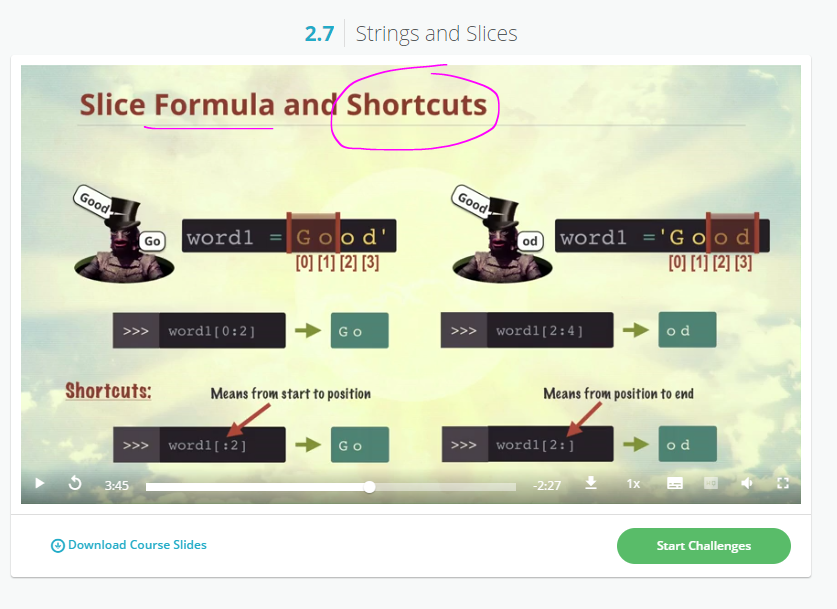 2.7 Strings and Slices
Slice Formula and Shortcuts
Good
Go
word1 = Good'
[0] [1] [2] [3]
Good
od
word1 ='Good
[0] [1] [2] [3]
>>> word1[0:2] Go
>>> word1[2:4] od
Shortcuts:
Means from start to position
Means from position to end
>>> word1[:2] Go
>>> word1[2:] od
3:45
-2:27
1x
Download Course Slides
Start Challenges